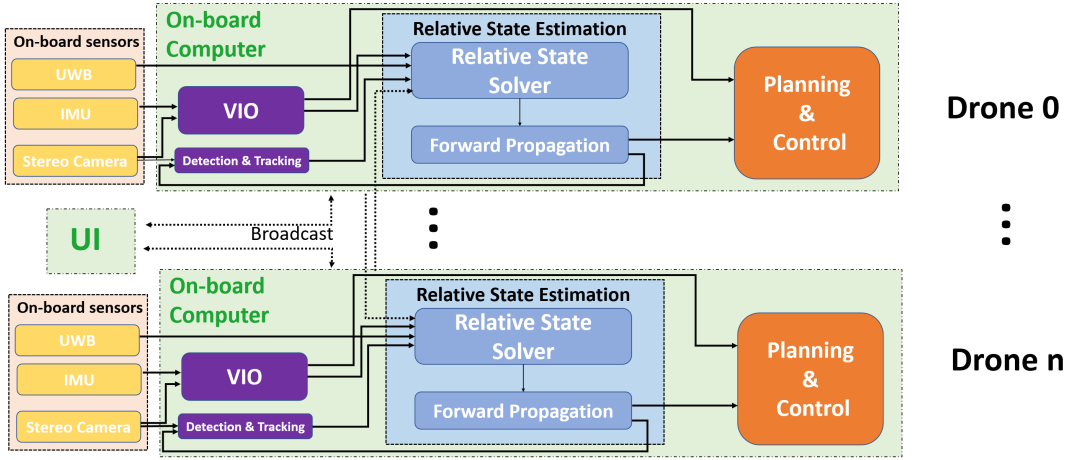 On-board sensors
UWB
IMU
Stereo Camera
On-board
Computer
VIO
Detection & Tracking
Relative State Estimation
Relative State
Solver
Forward Propagation
Planning
&
Control
Drone 0
UI
Broadcast
On-board sensors
UWB
IMU
Stereo Camera
On-board
Computer
VIO
Detection & Tracking
Relative State Estimation
Relative State
Solver
Forward Propagation
Planning
&
Control
Drone n